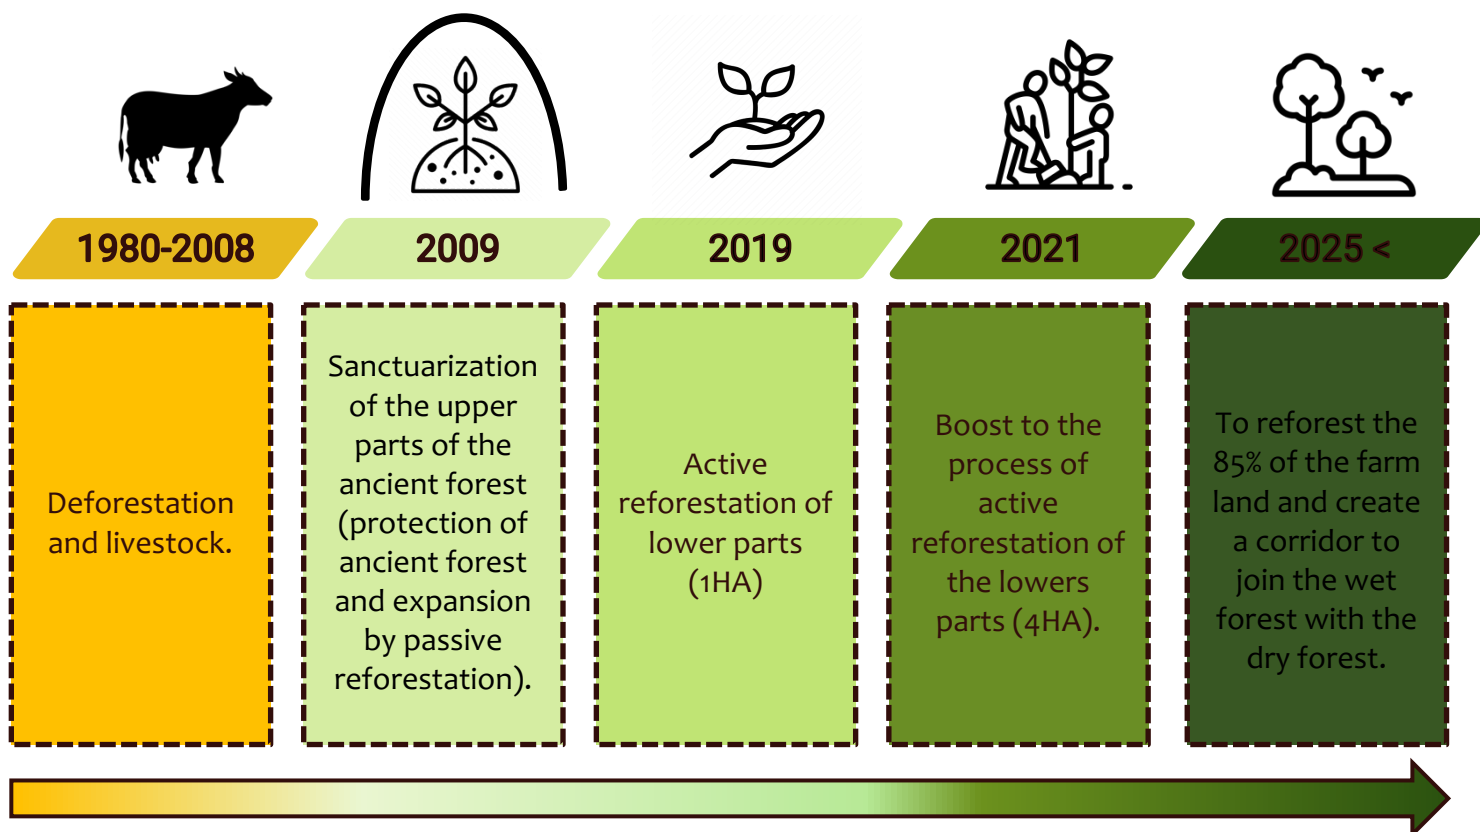 1980-2008
2009
2019
2021
2025 <
Deforestation
and livestock.
Sanctuarization
of the upper
parts of the
ancient forest
(protection of
ancient forest
and expansion
by passive
reforestation).
Active
reforestation of
lower parts
(1HA)
Boost to the
process of
active
reforestation of
the lowers
parts (4HA).
To reforest the
85% of the farm
land and create
a corridor to
join the wet
forest with the
dry forest.